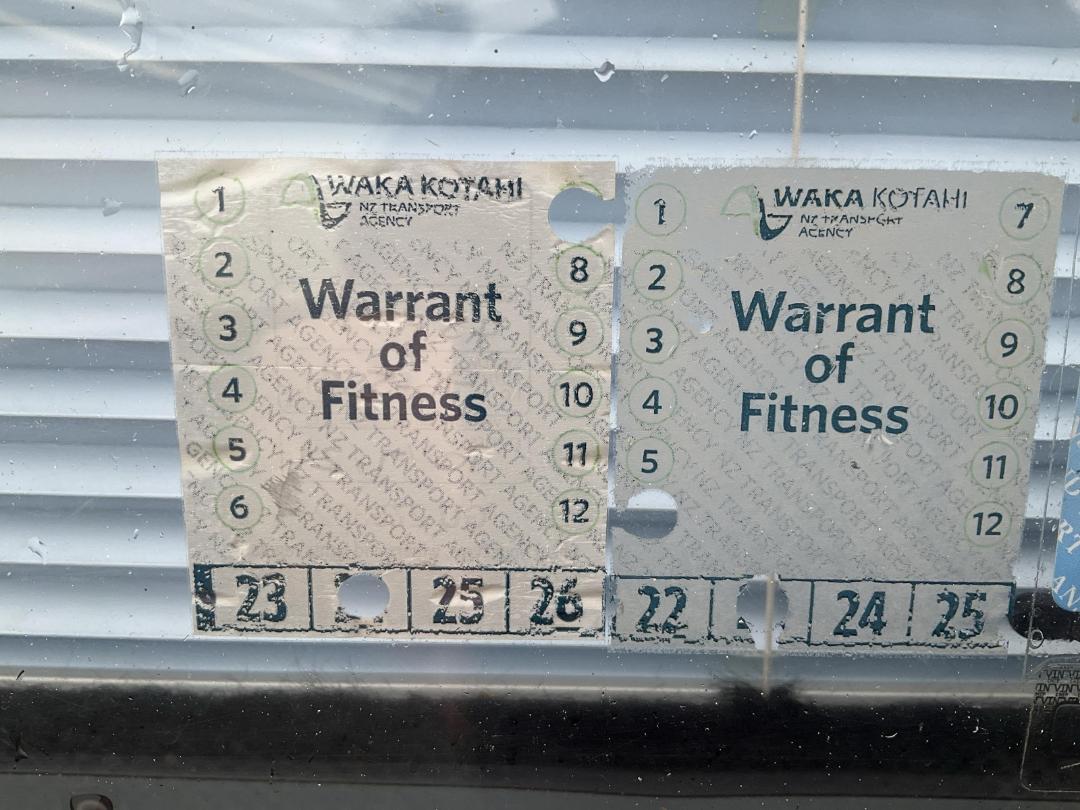 WAKA KOTAHI
NZ TRANSPORT
AGENCY
1
2
3
4
5
6
8
9
10
11
12
Warrant
of
Fitness
23
25
26
WAKA KOTAHI
NZ TRANSPORT
AGENCY
1
2
3
4
5
7
8
9
10
11
12
Warrant
of
Fitness
22
24
25